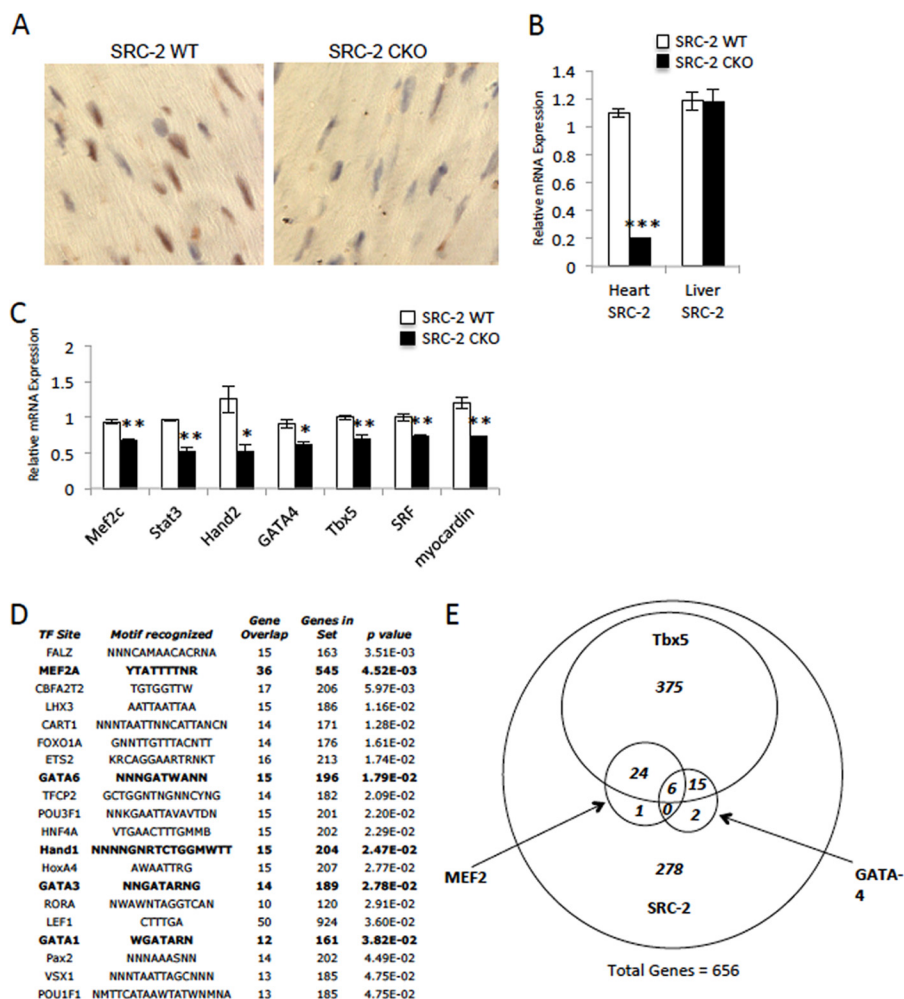 A
SRC-2 WT
SRC-2 CKO
B
SRC-2 WT
SRC-2 CKO
Relative mRNA Expression
1.4
1.2
1
0.8
0.6
0.4
0.2
0
***
Heart
SRC-2
Liver
SRC-2
C
SRC-2 WT
SRC-2 CKO
Relative mRNA Expression
2
1.5
1
0.5
0
** ** * * ** ** **
Mef2c Stat3 Hand2 GATA4 Tbx5 SRF myocardin
D
TF Site Motif recognized Gene Overlap Genes in Set p value
FALZ NNNCAMAACACRNA 15 163 3.51E-03
MEF2A YTATTTTNR 36 545 4.52E-03
CBFA2T2 TGTGGTTW 17 206 5.97E-03
LHX3 AATTAATTAA 15 186 1.16E-02
CART1 NNNTAATTNNCATTANCN 14 171 1.28E-02
FOXO1A GNNTTGTTTACNTT 14 176 1.61E-02
ETS2 KRCAGGAARTRNKT 16 213 1.74E-02
GATA6 NNNGATWANN 15 196 1.79E-02
TFCP2 GCTGGNTNGNNCYNG 14 182 2.09E-02
POU3F1 NNKGAATTAVAVTDN 15 201 2.20E-02
HNF4A VTGAACTTTGMMB 15 202 2.29E-02
Hand1 NNNNGNRTCTGGMWTT 15 204 2.47E-02
HoxA4 AWAATTRG 15 207 2.77E-02
GATA3 NNGATARNG 14 189 2.78E-02
RORA NWAWNTAGGTCAN 10 120 2.91E-02
LEF1 CTTTGA 50 924 3.60E-02
GATA1 WGATARN 12 161 3.82E-02
Pax2 NNNAAASNN 14 202 4.49E-02
VSX1 NNNTAATTAGCNNN 13 185 4.75E-02
POU1F1 NMTTCATAAWTATWNMNA 13 185 4.75E-02
E
Tbx5
375
24
6
15
1
0
2
MEF2
278
GATA-
4
SRC-2
Total Genes = 656